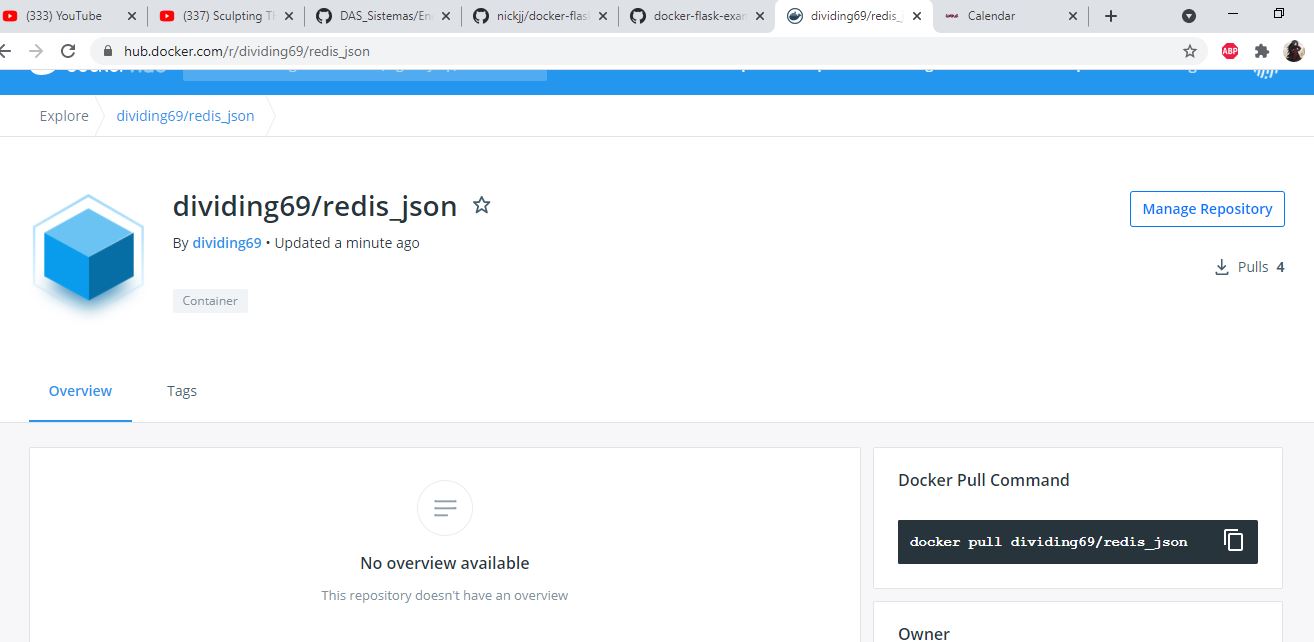 (333) YouTube
(337) Sculpting Th
DAS_Sistemas/En
nickjj/docker-flas
docker-flask-exam
dividing69/redis_
Calendar
hub.docker.com/r/dividing69/redis_json
ABP
Explore
dividing69/redis_json
dividing69/redis_json
By dividing69 • Updated a minute ago
Manage Repository
Pulls 4
Container
Overview
Tags
No overview available
This repository doesn't have an overview
Docker Pull Command
docker pull dividing69/redis_json
Owner